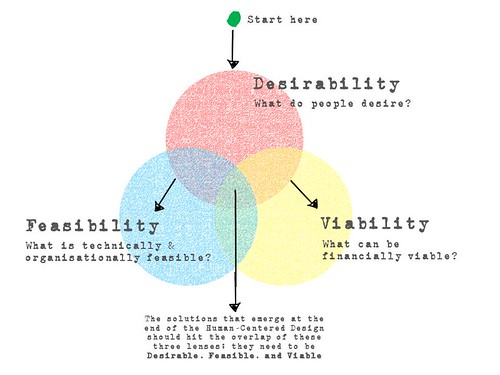 Start here
Desirability
What do people desire?
Feasibility
What is technically &
organisationally feasible?
Viability
What can be
financially viable?
The solutions that emerge at the
end of the Human-Centered Design
should hit the overlap of these
three lenses; they need to be
Desirable, Feasible, and Viable